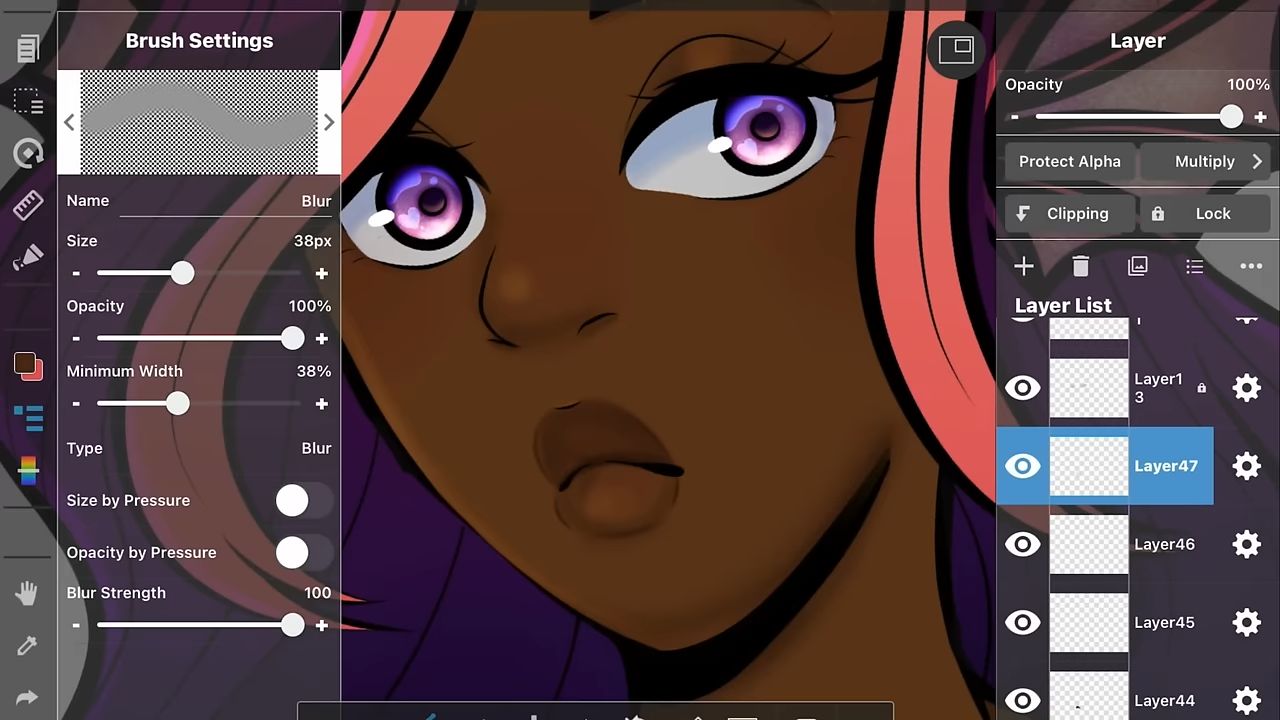 Brush Settings
Name Blur
Size 38px
- +
Opacity 100%
- +
Minimum Width 38%
- +
Type Blur
Size by Pressure
Opacity by Pressure
Blur Strength 100
- +
Layer
Opacity 100%
- +
Protect Alpha Multiply
Clipping Lock
Layer List
Layer1
3
Layer47
Layer46
Layer45
Layer44